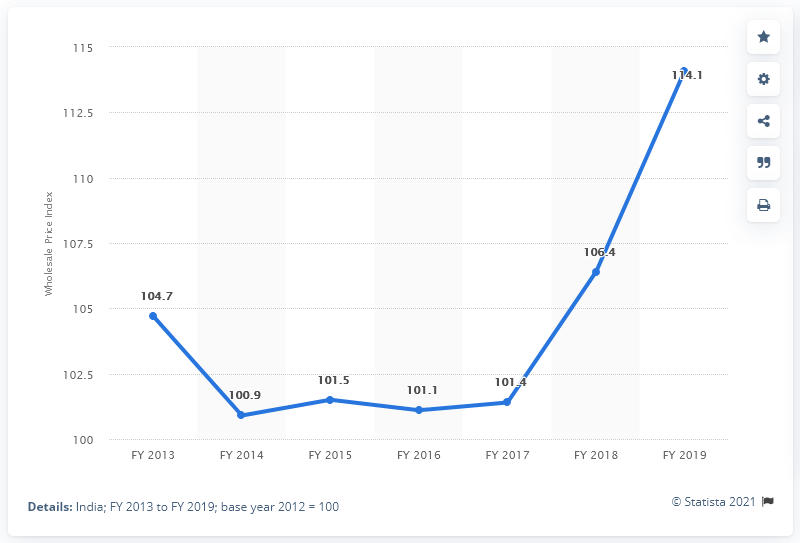 115
112.5
110
107.5
105
102.5
100
Wholesale Price Index
104.7
100.9
101.5
101.1
101.4
106.4
114.1
FY 2013
FY 2014
FY 2015
FY 2016
FY 2017
FY 2018
FY 2019
Details: India; FY 2013 to FY 2019; base year 2012 = 100
© Statista 2021